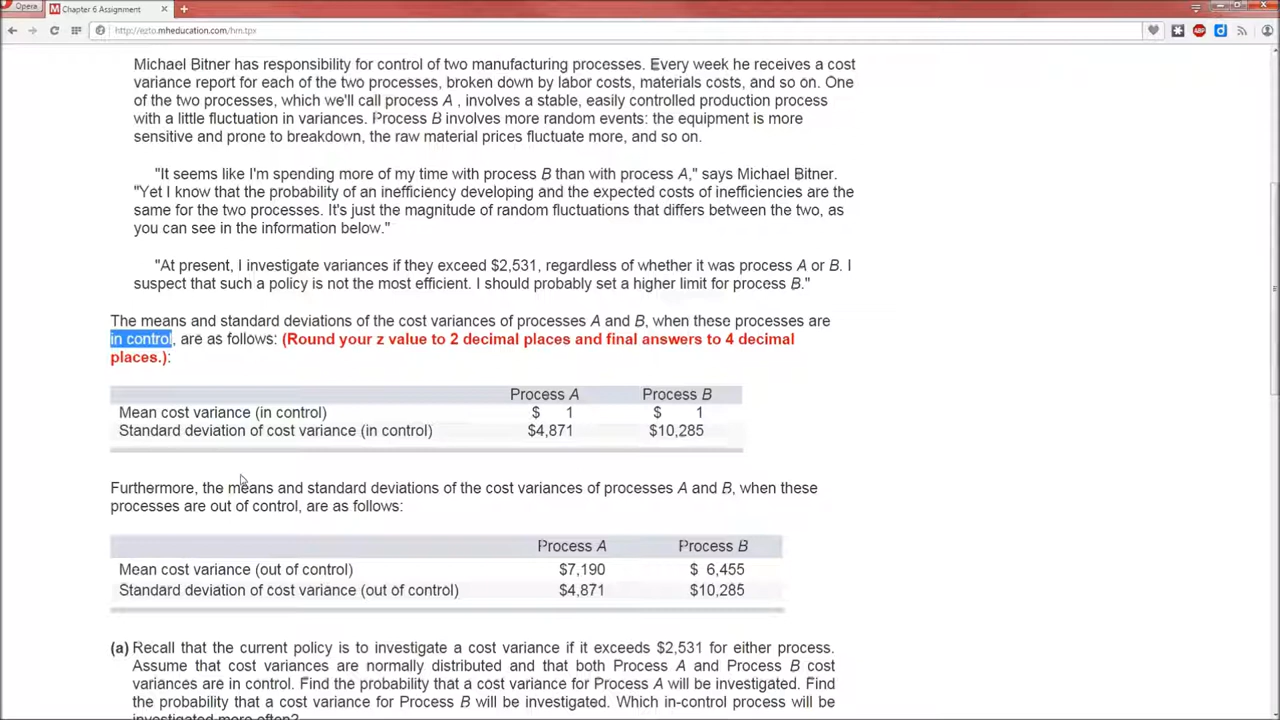 Opera
Chapter 6 Assignment
http://ezto.mheducation.com/hm.tpx
Michael Bitner has responsibility for control of two manufacturing processes. Every week he receives a cost
variance report for each of the two processes, broken down by labor costs, materials costs, and so on. One
of the two processes, which we'll call process A , involves a stable, easily controlled production process
with a little fluctuation in variances. Process B involves more random events: the equipment is more
sensitive and prone to breakdown, the raw material prices fluctuate more, and so on.
"It seems like I'm spending more of my time with process B than with process A," says Michael Bitner.
"Yet I know that the probability of an inefficiency developing and the expected costs of inefficiencies are the
same for the two processes. It's just the magnitude of random fluctuations that differs between the two, as
you can see in the information below."
"At present, I investigate variances if they exceed $2,531, regardless of whether it was process A or B. I
suspect that such a policy is not the most efficient. I should probably set a higher limit for process B."
The means and standard deviations of the cost variances of processes A and B, when these processes are
in control, are as follows: (Round your z value to 2 decimal places and final answers to 4 decimal
places.):
Process A Process B
Mean cost variance (in control) $ 1 $ 1
Standard deviation of cost variance (in control) $4,871 $10,285
Furthermore, the means and standard deviations of the cost variances of processes A and B, when these
processes are out of control, are as follows:
Process A Process B
Mean cost variance (out of control) $7,190 $ 6,455
Standard deviation of cost variance (out of control) $4,871 $10,285
(a) Recall that the current policy is to investigate a cost variance if it exceeds $2,531 for either process.
Assume that cost variances are normally distributed and that both Process A and Process B cost
variances are in control. Find the probability that a cost variance for Process A will be investigated. Find
the probability that a cost variance for Process B will be investigated. Which in-control process will be
investigated more often?